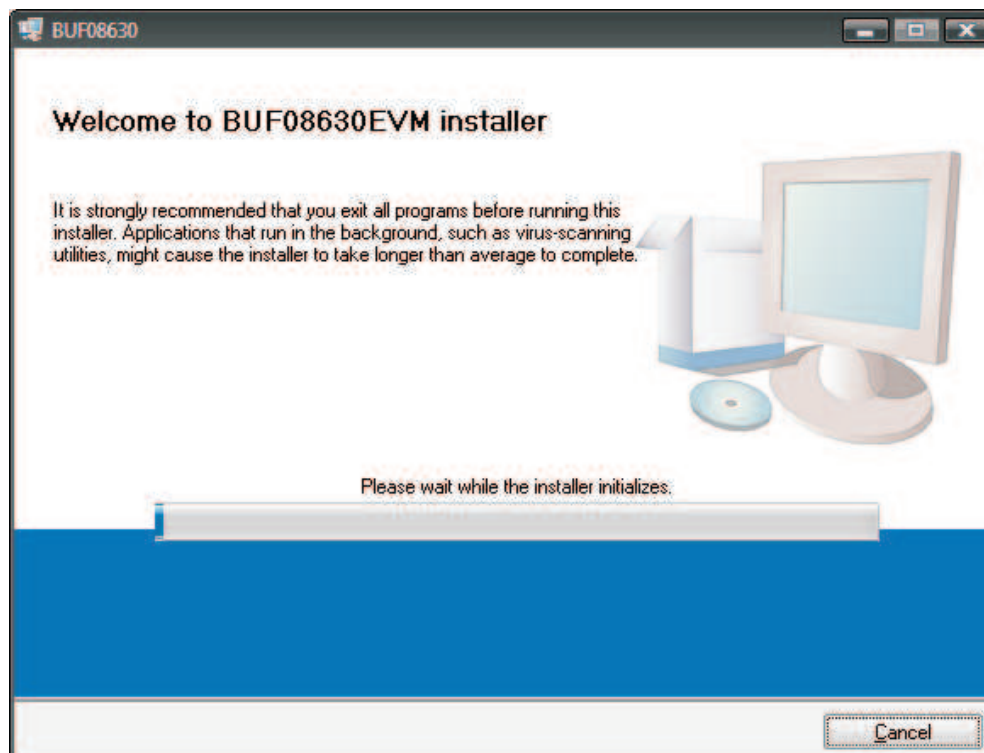 BUF08630
Welcome to BUF08630EVM installer
It is strongly recommended that you exit all programs before running this
installer. Applications that run in the background, such as virus-scanning
utilities, might cause the installer to take longer than average to complete.
Please wait while the installer initializes.
Cancel